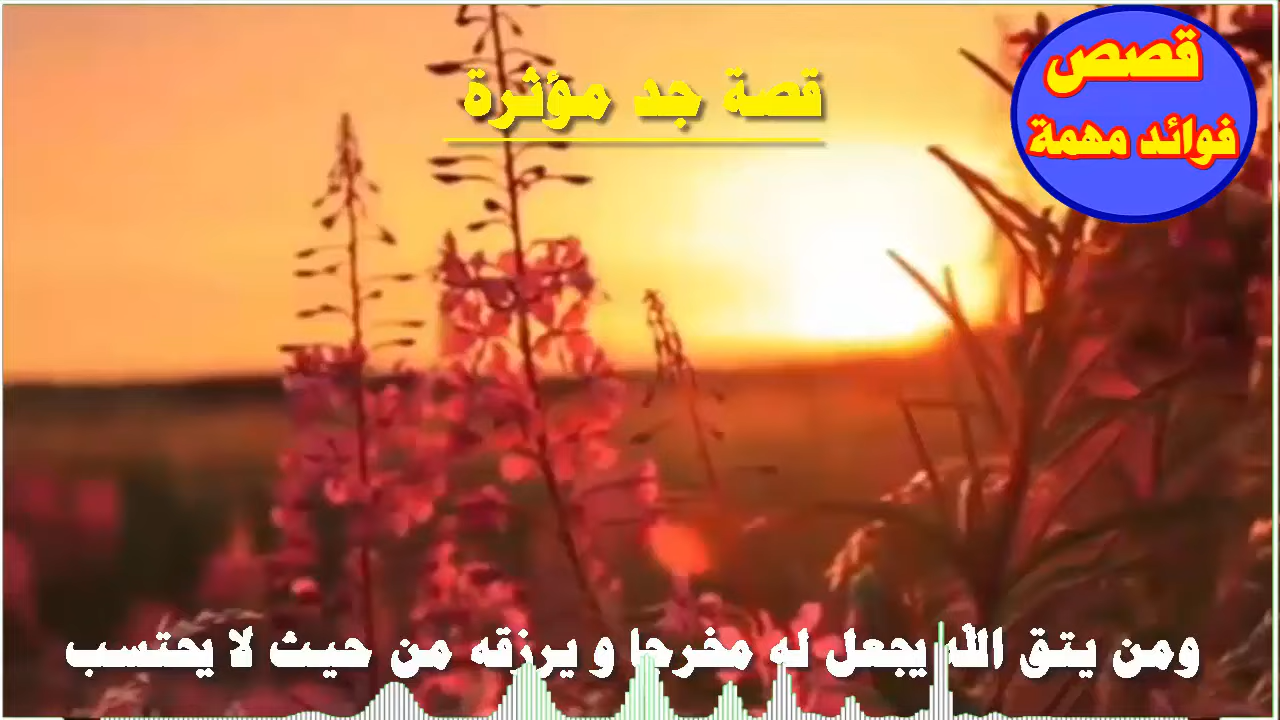 قصص
فوائد مهمة
قصة جد مؤثرة
ومن يتق الله يجعل له مخرجا و يرزقه من حيث لا يحتسب